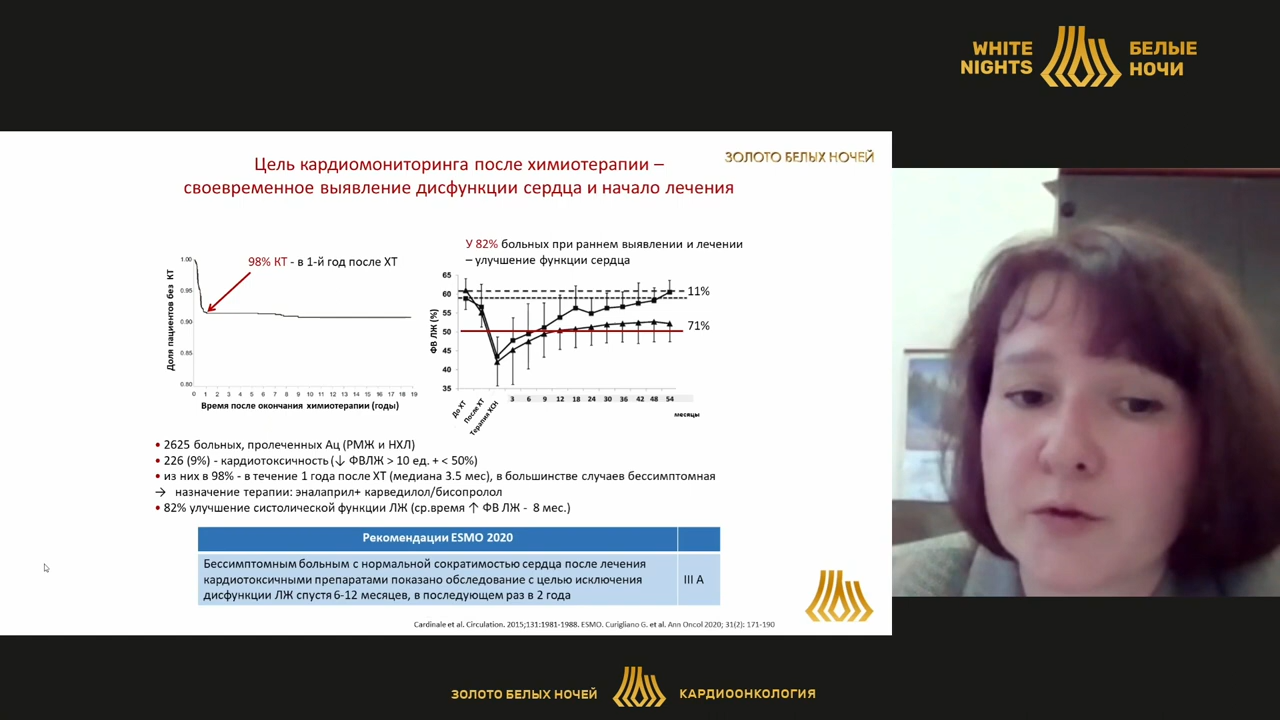 WHITE
NIGHTS
БЕЛЫЕ
НОЧИ
ЗОЛОТО БЕЛЫХ НОЧЕЙ
Цель кардиомониторинга после химиотерапии –
своевременное выявление дисфункции сердца и начало лечения
98% КТ - в 1-й год после ХТ
Доля пациентов без КТ
1.00
0.95
0.90
0.85
0.80
0 1 2 3 4 5 6 7 8 9 10 11 12 13 14 15 16 17 18 19
Время после окончания химиотерапии (годы)
У 82% больных при раннем выявлении и лечении
– улучшение функции сердца
ФВ ЛЖ (%)
65
60
55
50
45
40
35
11%
71%
До ХТ
После ХТ
Терапия ХСН
3 6 9 12 18 24 30 36 42 48 54
месяцы
• 2625 больных, пролеченных Ац (РМЖ и НХЛ)
• 226 (9%) - кардиотоксичность (↓ ФВЛЖ > 10 ед. + < 50%)
• из них в 98% - в течение 1 года после ХТ (медиана 3.5 мес), в большинстве случаев бессимптомная
→ назначение терапии: эналаприл+ карведилол/бисопролол
• 82% улучшение систолической функции ЛЖ (ср.время ↑ ФВ ЛЖ - 8 мес.)
Рекомендации ESMO 2020
Бессимптомным больным с нормальной сократимостью сердца после лечения
кардиотоксичными препаратами показано обследование с целью исключения
дисфункции ЛЖ спустя 6-12 месяцев, в последующем раз в 2 года
III A
Cardinale et al. Circulation. 2015;131:1981-1988. ESMO. Curigliano G. et al. Ann Oncol 2020; 31(2): 171-190
ЗОЛОТО БЕЛЫХ НОЧЕЙ
КАРДИООНКОЛОГИЯ